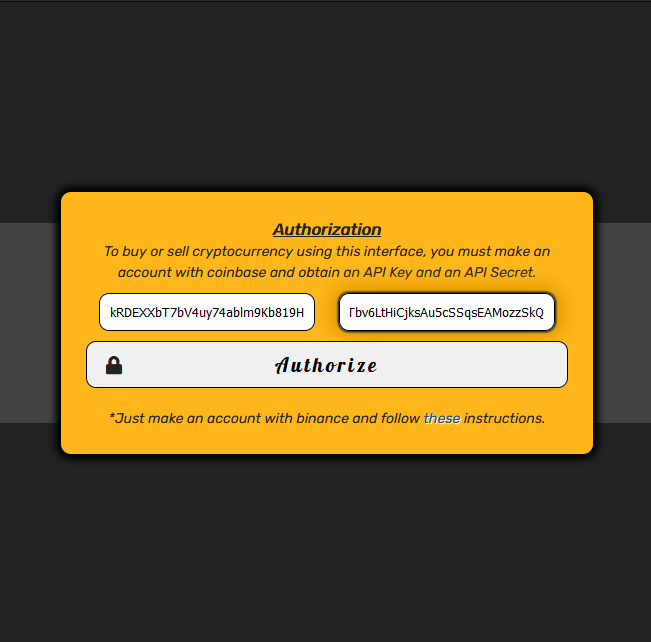 Authorization
To buy or sell cryptocurrency using this interface, you must make an
account with coinbase and obtain an API Key and an API Secret.
kRDEXXbT7bV4uy74ablm9Kb819H Tbv6LtHiCjksAu5cSSqsEAMozzSkQ
Authorize
*Just make an account with binance and follow these instructions.